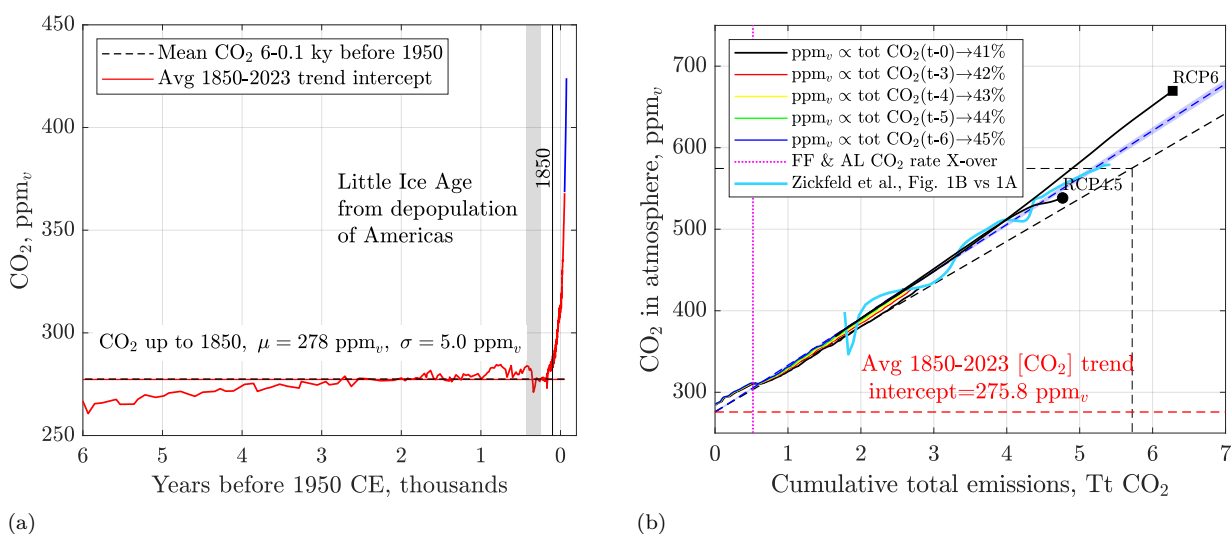 450
400
350
300
250
CO₂, ppmᵥ
Mean CO₂ 6-0.1 ky before 1950
Avg 1850-2023 trend intercept
1850
Little Ice Age
from depopulation
of Americas
CO₂ up to 1850, μ = 278 ppmᵥ, σ = 5.0 ppmᵥ
6 5 4 3 2 1 0
Years before 1950 CE, thousands
(a)
700
600
500
400
300
CO₂ in atmosphere, ppmᵥ
ppmᵥ ∝ tot CO₂(t-0)→41%
ppmᵥ ∝ tot CO₂(t-3)→42%
ppmᵥ ∝ tot CO₂(t-4)→43%
ppmᵥ ∝ tot CO₂(t-5)→44%
ppmᵥ ∝ tot CO₂(t-6)→45%
FF & AL CO₂ rate X-over
Zickfeld et al., Fig. 1B vs 1A
RCP6
RCP4.5
Avg 1850-2023 [CO₂] trend
intercept=275.8 ppmᵥ
0 1 2 3 4 5 6 7
Cumulative total emissions, Tt CO₂
(b)